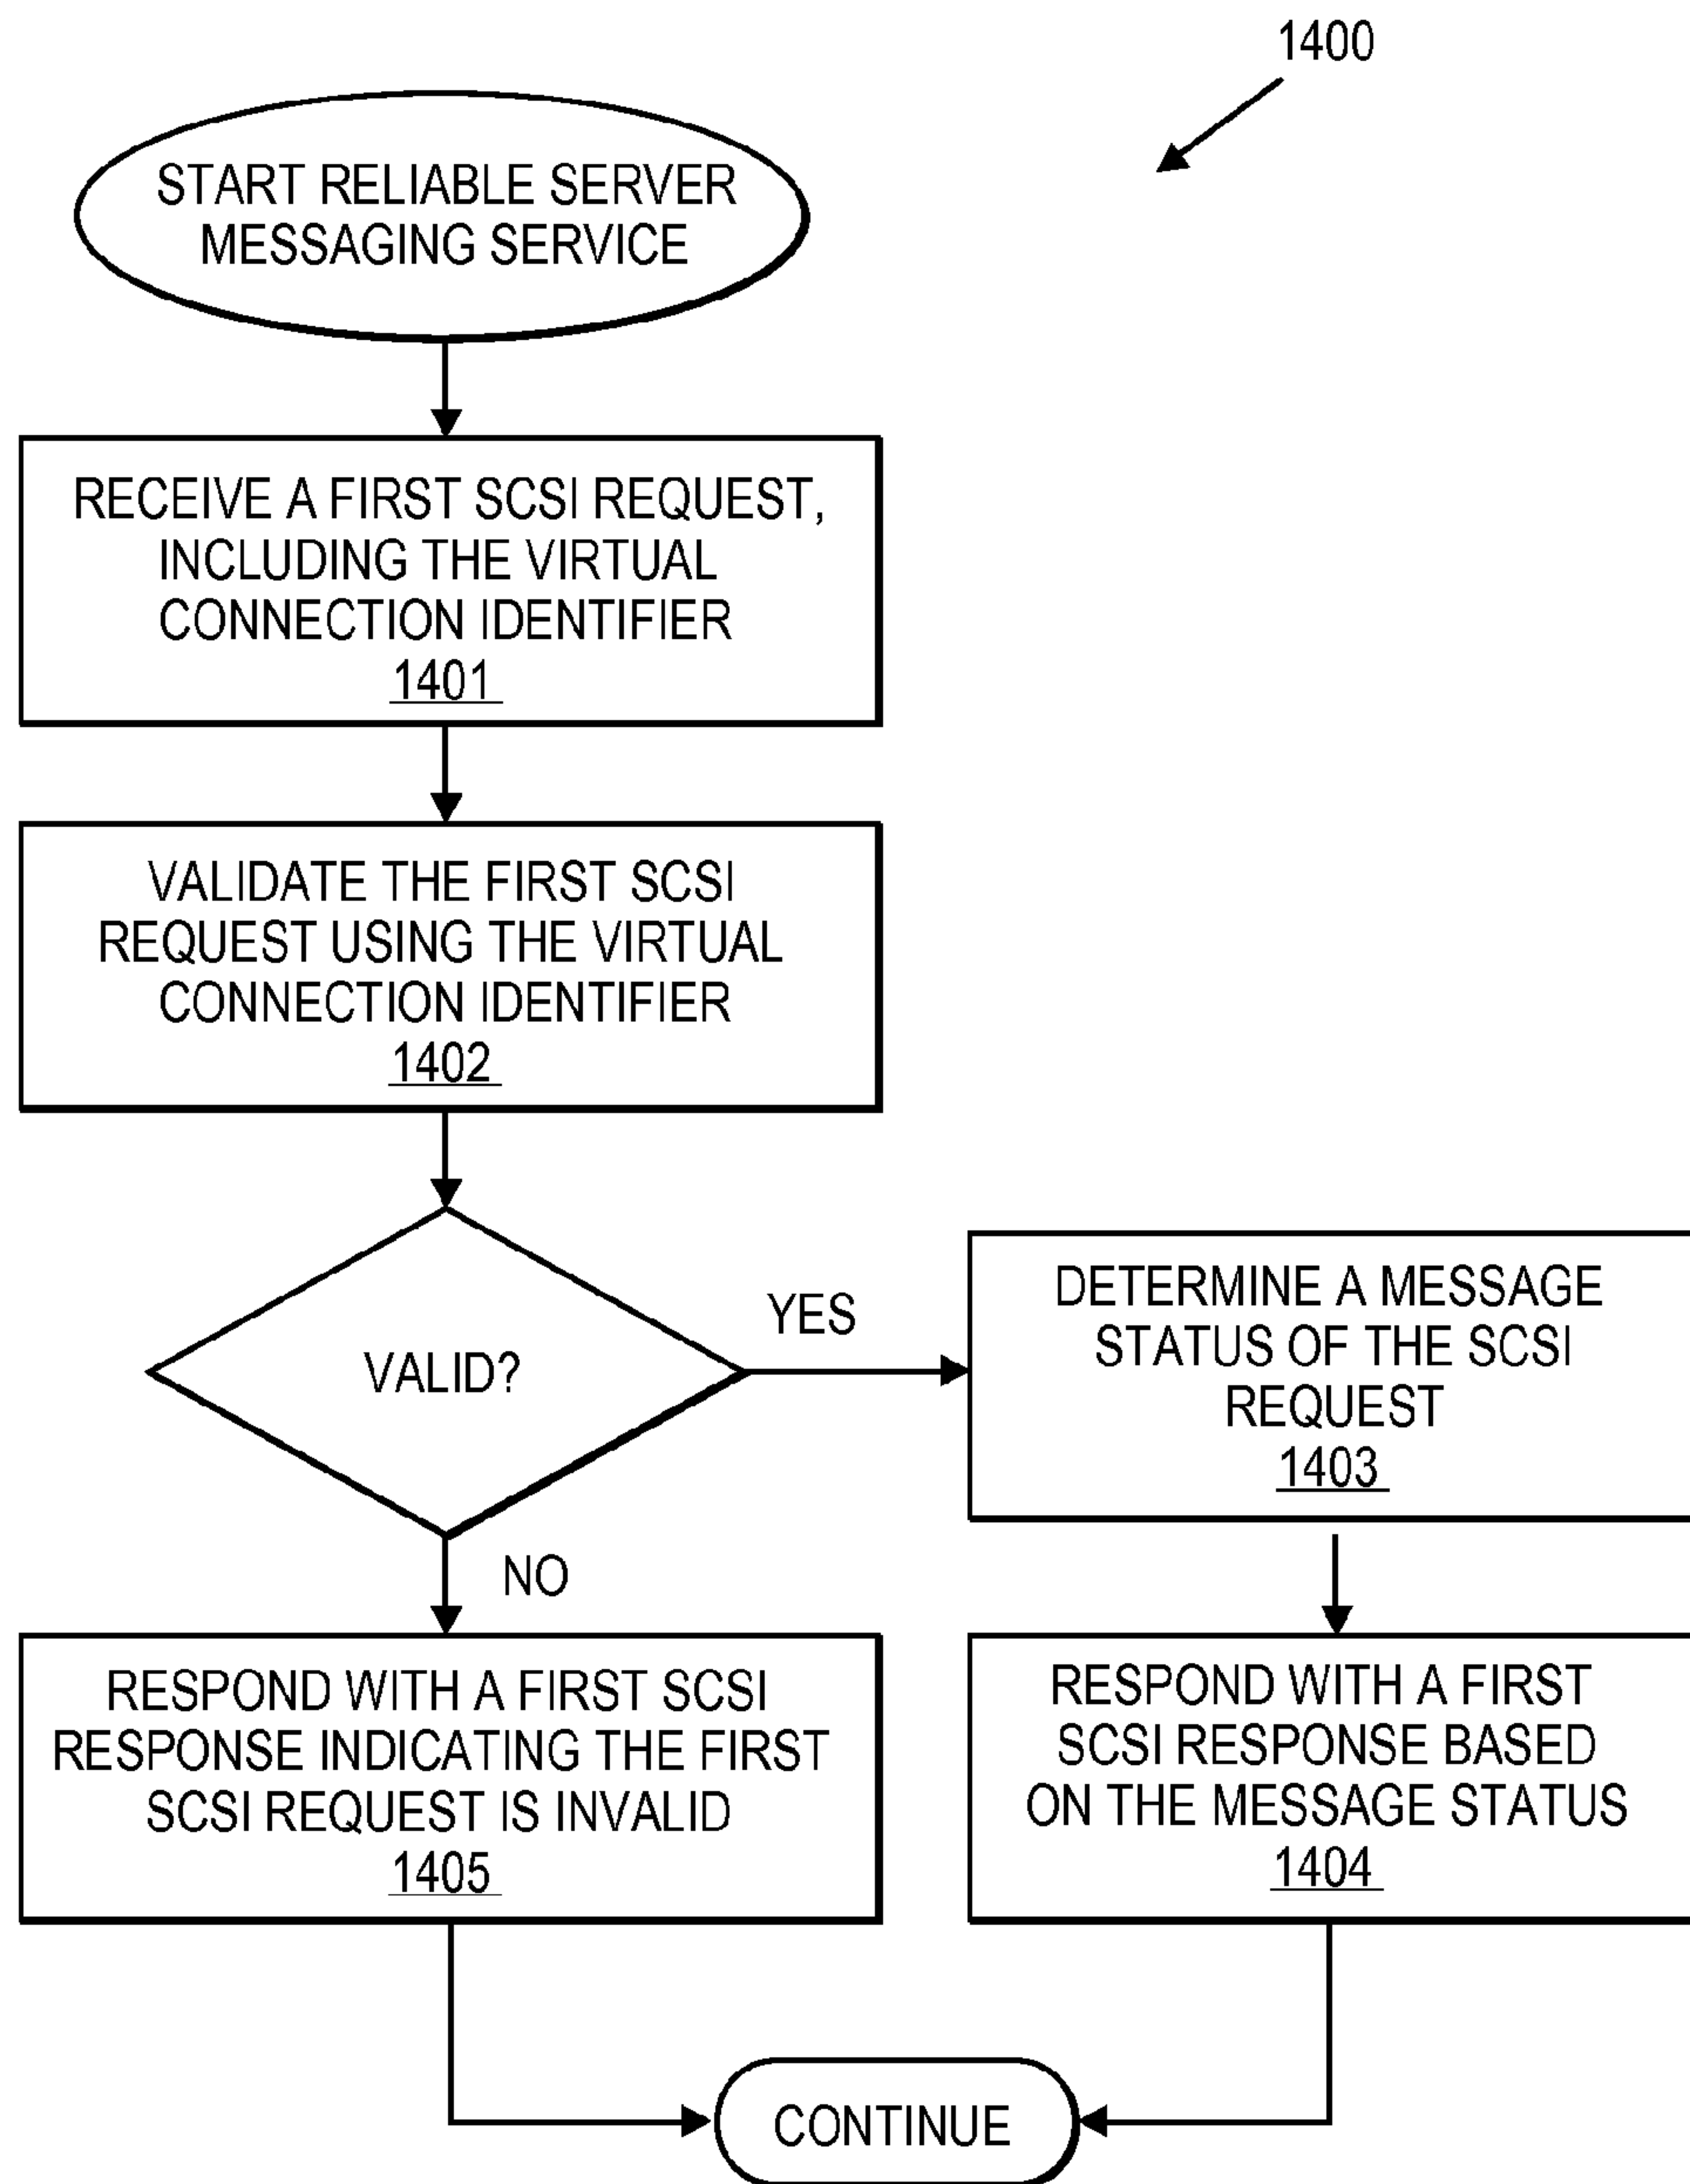 1400
START RELIABLE SERVER
MESSAGING SERVICE
RECEIVE A FIRST SCSI REQUEST,
INCLUDING THE VIRTUAL
CONNECTION IDENTIFIER
1401
VALIDATE THE FIRST SCSI
REQUEST USING THE VIRTUAL
CONNECTION IDENTIFIER
1402
VALID?
YES
DETERMINE A MESSAGE
STATUS OF THE SCSI
REQUEST
1403
NO
RESPOND WITH A FIRST SCSI
RESPONSE INDICATING THE FIRST
SCSI REQUEST IS INVALID
1405
RESPOND WITH A FIRST
SCSI RESPONSE BASED
ON THE MESSAGE STATUS
1404
CONTINUE